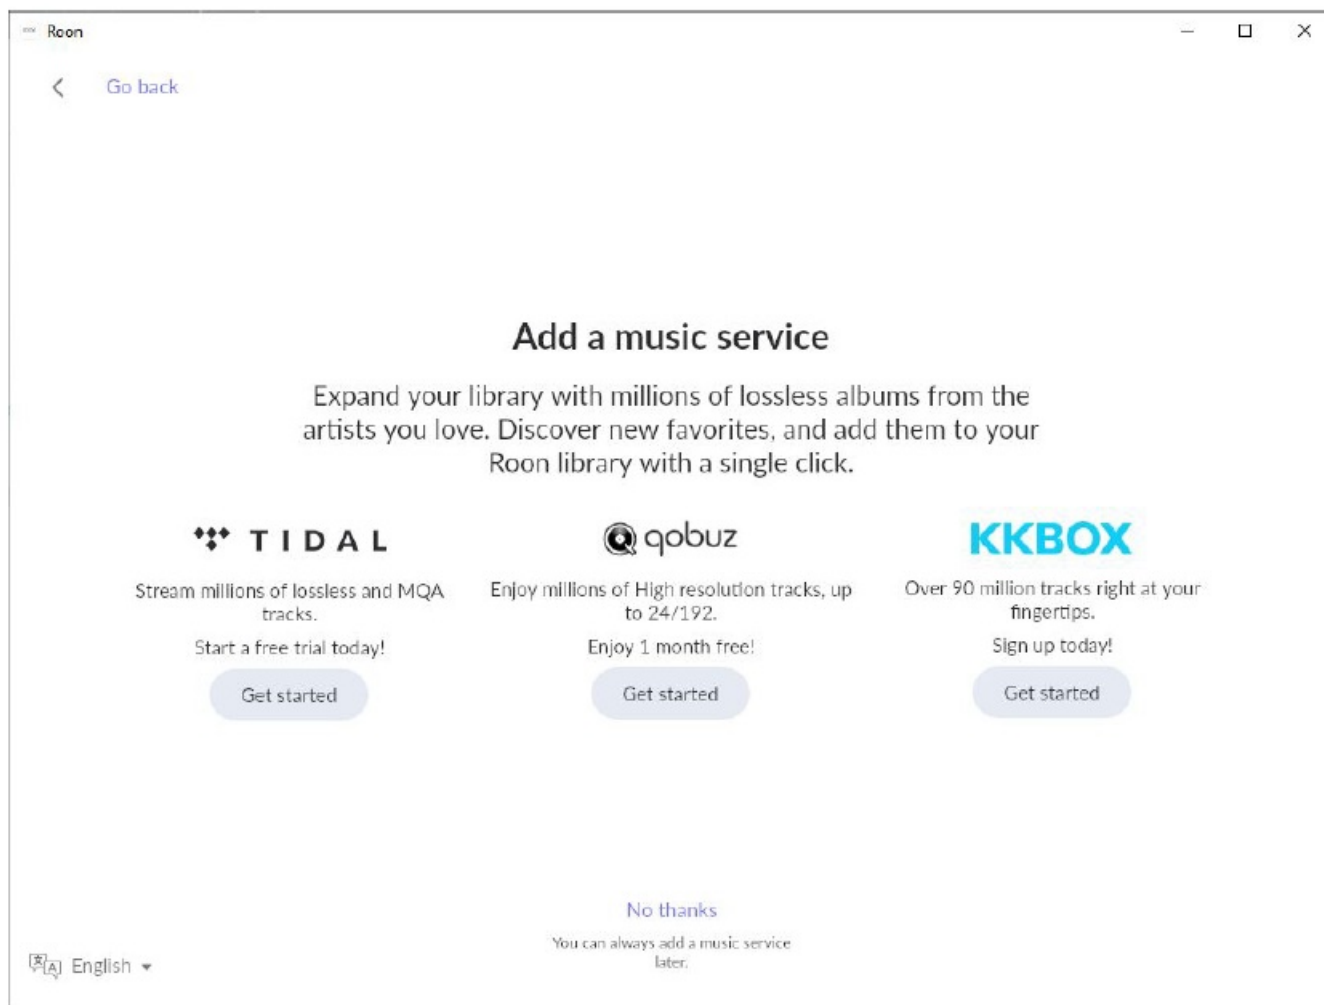 Roon
Go back
Add a music service
Expand your library with millions of lossless albums from the
artists you love. Discover new favorites, and add them to your
Roon library with a single click.
TIDAL
Stream millions of lossless and MQA
tracks.
Start a free trial today!
Get started
qobuz
Enjoy millions of High resolution tracks, up
to 24/192.
Enjoy 1 month free!
Get started
KKBOX
Over 90 million tracks right at your
fingertips.
Sign up today!
Get started
No thanks
You can always add a music service
later.
English